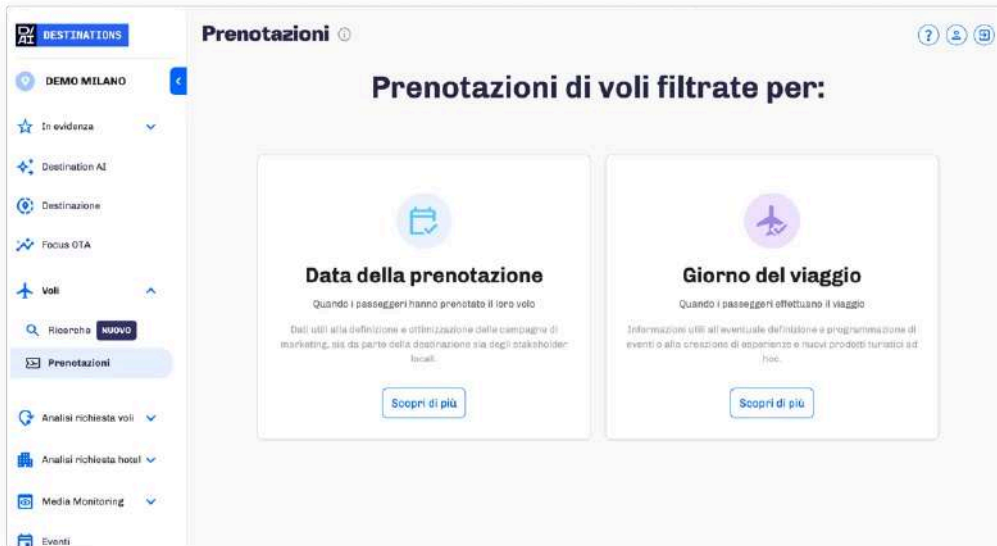 D/AI DESTINATIONS
DEMO MILANO
In evidenza
Destination AI
Destinazione
Focus OTA
Voli
Ricerche NUOVO
Prenotazioni
Analisi richiesta voli
Analisi richiesta hotel
Media Monitoring
Eventi
Prenotazioni
Prenotazioni di voli filtrate per:
Data della prenotazione
Quando i passeggeri hanno prenotato il loro volo
Dati utili alla definizione e ottimizzazione delle campagne di
marketing, sia da parte della destinazione sia degli stakeholder
locali.
Scopri di più
Giorno del viaggio
Quando i passeggeri effettuano il viaggio
Informazioni utili all'eventuale definizione e programmazione di
eventi o alla creazione di esperienze e nuovi prodotti turistici ad
hoc.
Scopri di più